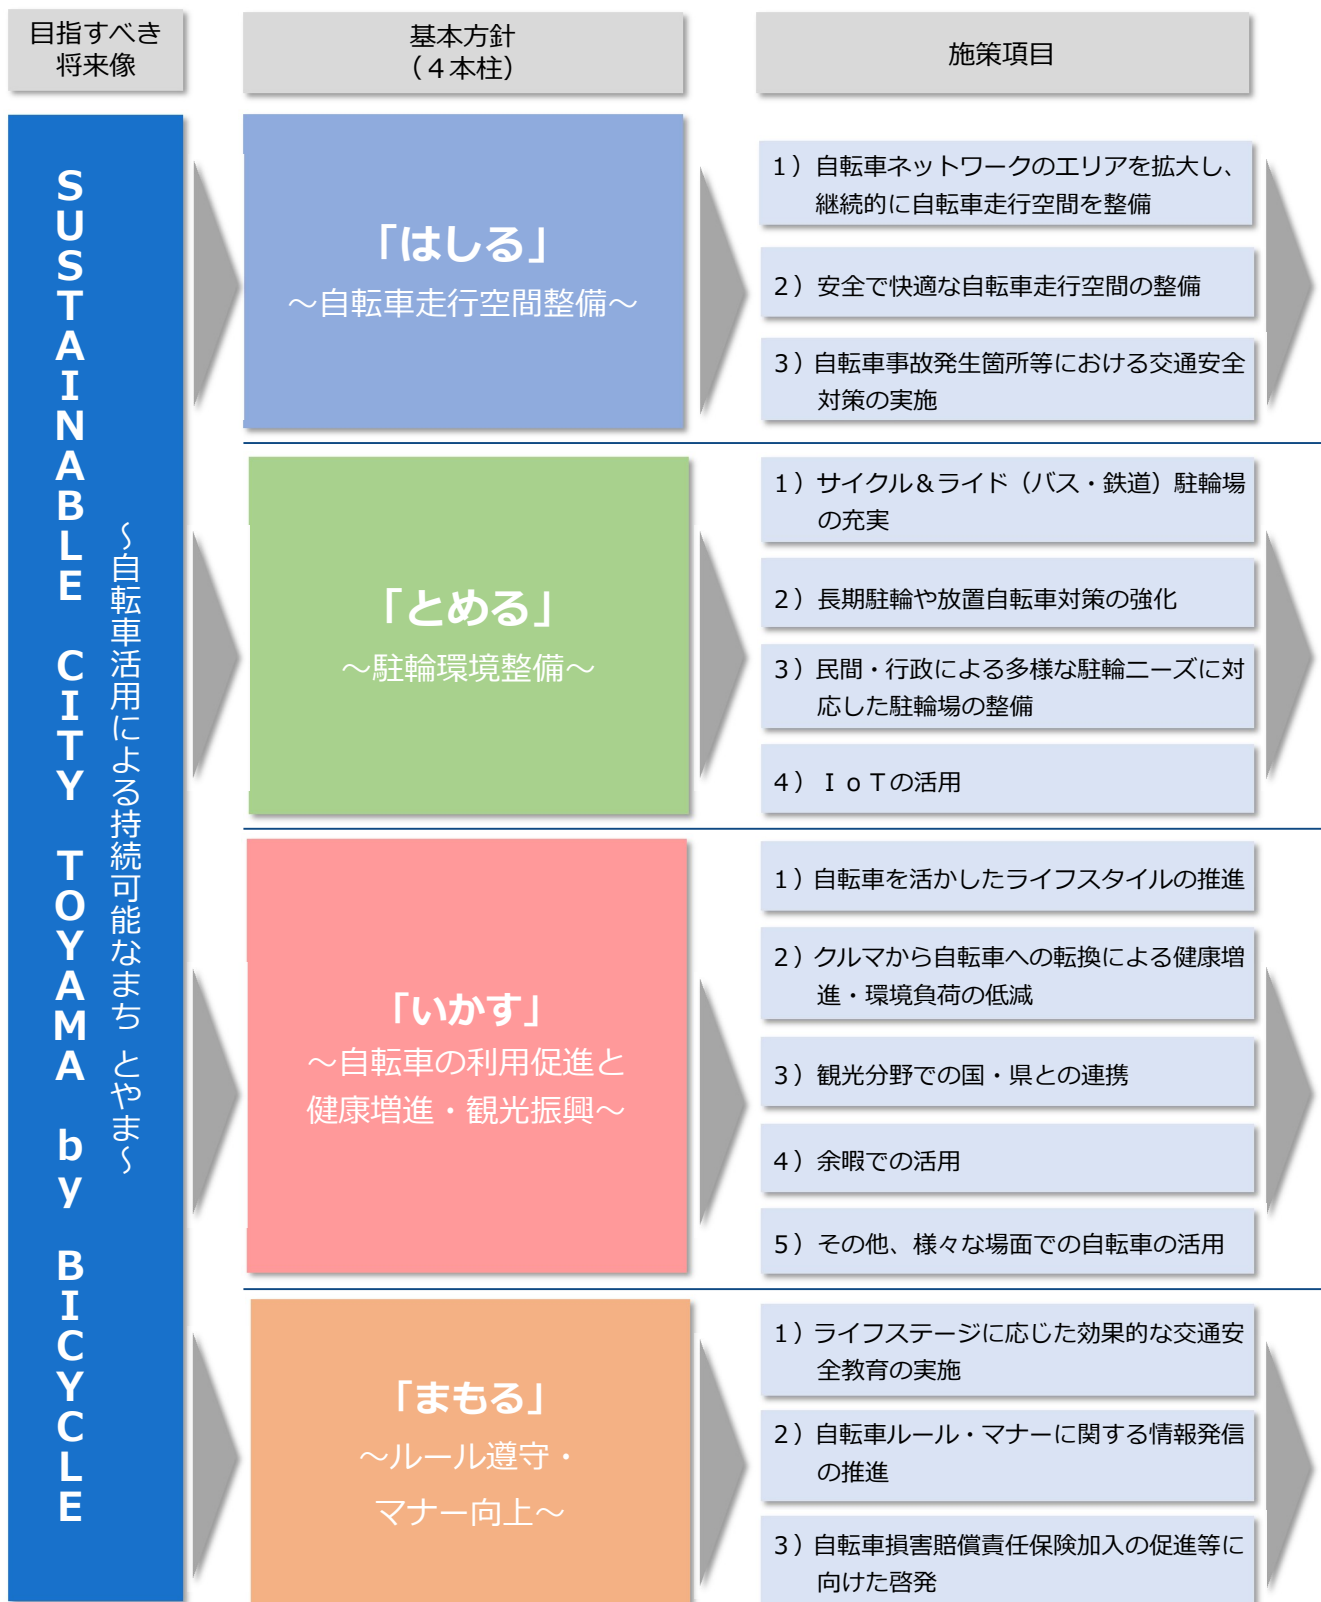 目指すべき
将来像
基本方針
（４本柱）
施策項目
SUSTAINABLE CITY TOYAMA by BICYCLE
～自転車活用による持続可能なまち とやま～
「はしる」
～自転車走行空間整備～
１）自転車ネットワークのエリアを拡大し、
継続的に自転車走行空間を整備
２）安全で快適な自転車走行空間の整備
３）自転車事故発生箇所等における交通安全
対策の実施
「とめる」
～駐輪環境整備～
１）サイクル＆ライド（バス・鉄道）駐輪場
の充実
２）長期駐輪や放置自転車対策の強化
３）民間・行政による多様な駐輪ニーズに対
応した駐輪場の整備
４）ＩｏＴの活用
「いかす」
～自転車の利用促進と
健康増進・観光振興～
１）自転車を活かしたライフスタイルの推進
２）クルマから自転車への転換による健康増
進・環境負荷の低減
３）観光分野での国・県との連携
４）余暇での活用
５）その他、様々な場面での自転車の活用
「まもる」
～ルール遵守・
マナー向上～
１）ライフステージに応じた効果的な交通安
全教育の実施
２）自転車ルール・マナーに関する情報発信
の推進
３）自転車損害賠償責任保険加入の促進等に
向けた啓発